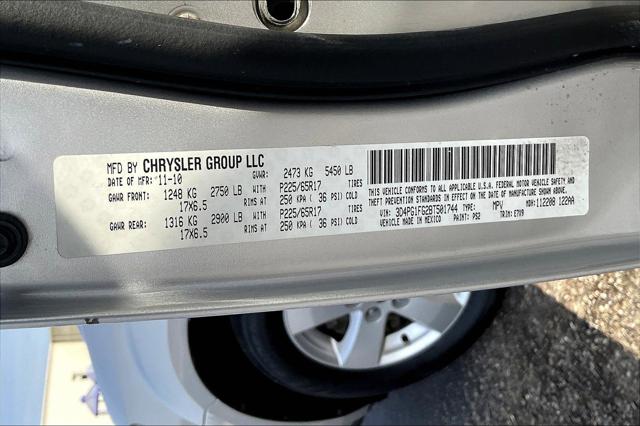 MFD BY CHRYSLER GROUP LLC
DATE OF MFR: 11-10 GVWR: 2473 KG 5450 LB
GAWR FRONT: 1248 KG 2750 LB WITH P225/65R17 TIRES
17X6.5 RIMS AT 250 KPA ( 36 PSI) COLD
GAWR REAR: 1316 KG 2900 LB WITH P225/65R17 TIRES
17X6.5 RIMS AT 250 KPA ( 36 PSI) COLD
THIS VEHICLE CONFORMS TO ALL APPLICABLE U.S.A. FEDERAL MOTOR VEHICLE SAFETY AND
THEFT PREVENTION STANDARDS IN EFFECT ON THE DATE OF MANUFACTURE SHOWN ABOVE.
VIN: 3D4PG1FG2BT501744 TYPE: MPV MDH: 112208 122AA
VEHICLE MADE IN MEXICO PAINT: PS2 TRIM: E7V9